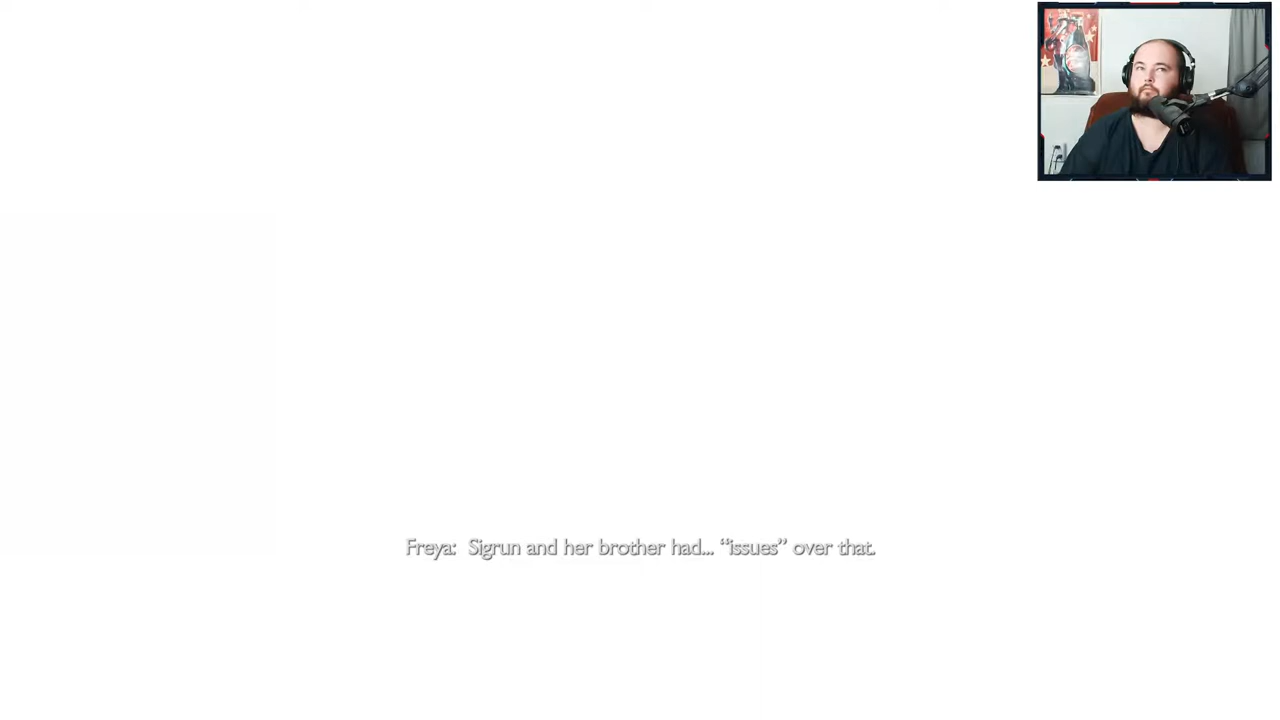 Freya:  Sigrun and her brother had... “issues” over that.